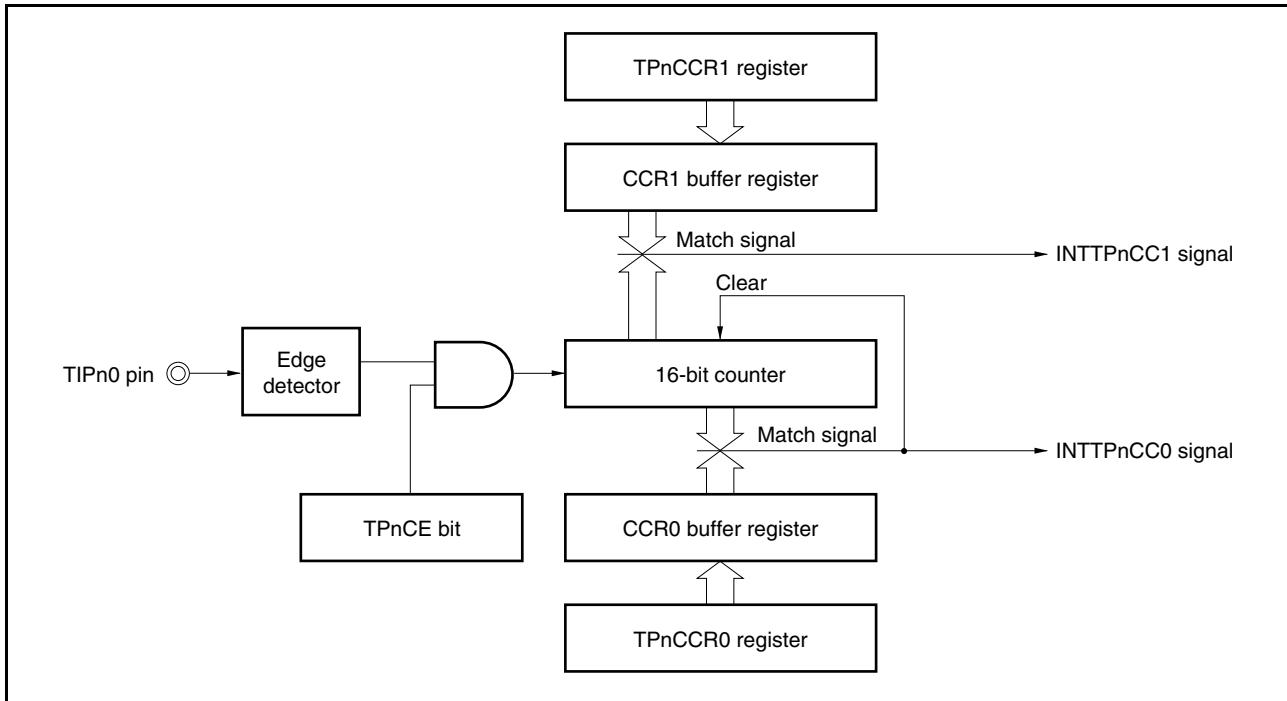 TPnCCR1 register
CCR1 buffer register
Match signal
INTTPnCC1 signal
Clear
TIPn0 pin
Edge
detector
16-bit counter
Match signal
INTTPnCC0 signal
TPnCE bit
CCR0 buffer register
TPnCCR0 register